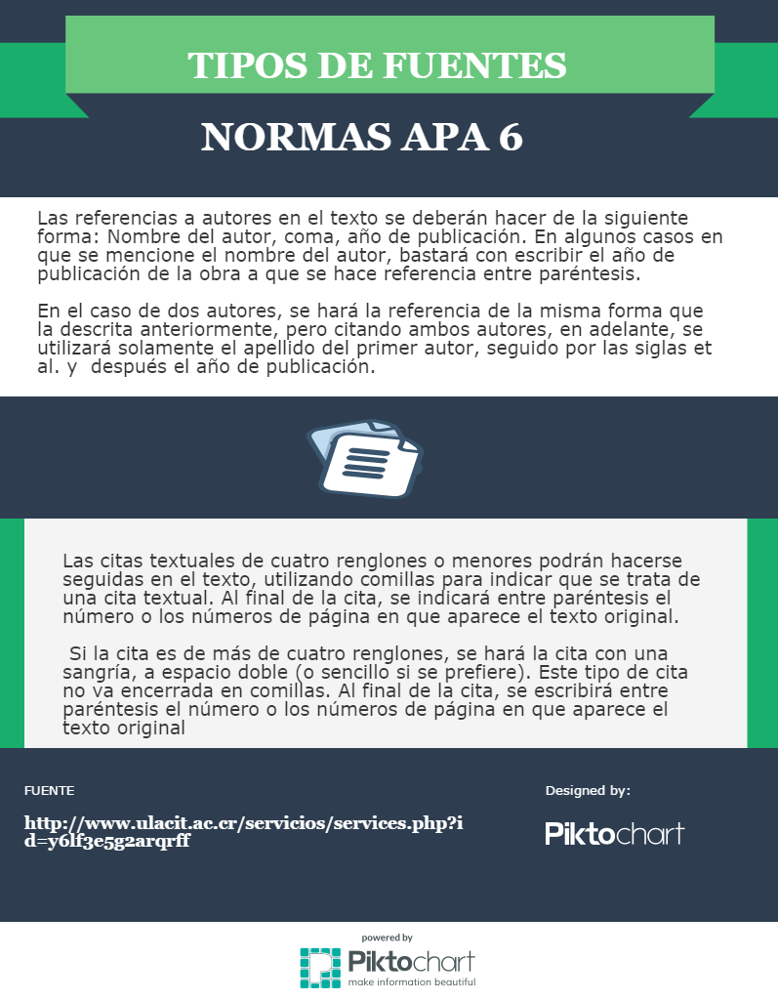 TIPOS DE FUENTES
NORMAS APA 6
Las referencias a autores en el texto se deberán hacer de la siguiente
forma: Nombre del autor, coma, año de publicación. En algunos casos en
que se mencione el nombre del autor, bastará con escribir el año de
publicación de la obra a que se hace referencia entre paréntesis.
En el caso de dos autores, se hará la referencia de la misma forma que
la descrita anteriormente, pero citando ambos autores, en adelante, se
utilizará solamente el apellido del primer autor, seguido por las siglas et
al. y  después el año de publicación.
Las citas textuales de cuatro renglones o menores podrán hacerse
seguidas en el texto, utilizando comillas para indicar que se trata de
una cita textual. Al final de la cita, se indicará entre paréntesis el
número o los números de página en que aparece el texto original.
Si la cita es de más de cuatro renglones, se hará la cita con una
sangría, a espacio doble (o sencillo si se prefiere). Este tipo de cita
no va encerrada en comillas. Al final de la cita, se escribirá entre
paréntesis el número o los números de página en que aparece el
texto original
FUENTE
http://www.ulacit.ac.cr/servicios/services.php?i
d=y6lf3e5g2arqrff
Designed by:
Piktochart
powered by
Piktochart
make information beautiful